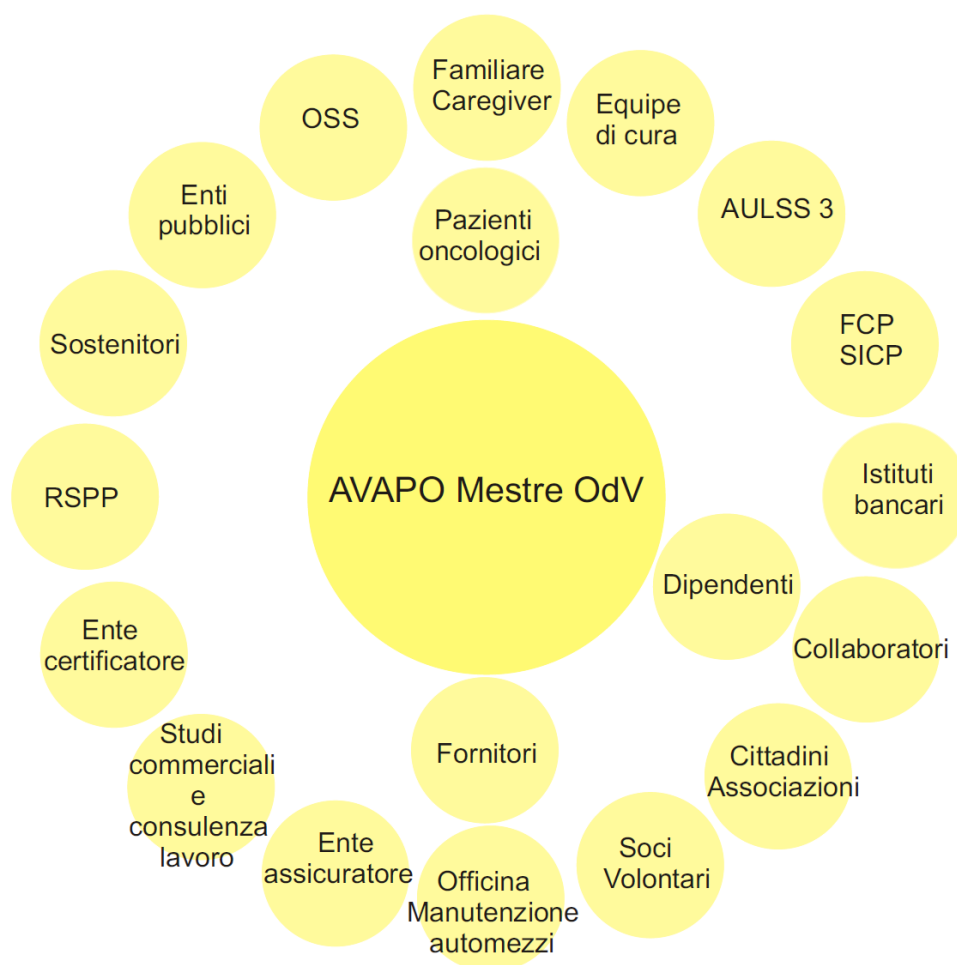 Familiare
Caregiver
OSS
Equipe
di cura
Enti
pubblici
AULSS 3
Pazienti
oncologici
Sostenitori
FCP
SICP
RSPP
AVAPO Mestre OdV
Istituti
bancari
Dipendenti
Ente
certificatore
Collaboratori
Studi
commerciali
e
consulenza
lavoro
Fornitori
Cittadini
Associazioni
Ente
assicuratore
Officina
Manutenzione
automezzi
Soci
Volontari